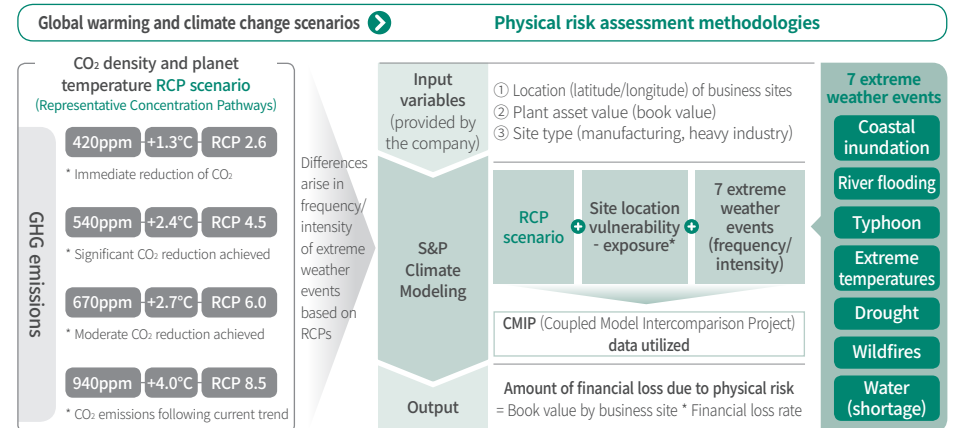 Global warming and climate change scenarios
Physical risk assessment methodologies
CO₂ density and planet
temperature RCP scenario
(Representative Concentration Pathways)
GHG emissions
420ppm +1.3°C RCP 2.6
* Immediate reduction of CO₂
540ppm +2.4°C RCP 4.5
* Significant CO₂ reduction achieved
670ppm +2.7°C RCP 6.0
* Moderate CO₂ reduction achieved
940ppm +4.0°C RCP 8.5
* CO₂ emissions following current trend
Differences
arise in
frequency/
intensity
of extreme
weather
events
based on
RCPs
Input
variables
(provided by
the company)
① Location (latitude/longitude) of business sites
② Plant asset value (book value)
③ Site type (manufacturing, heavy industry)
S&P
Climate
Modeling
RCP
scenario
Site location
vulnerability
- exposure*
7 extreme
weather
events
(frequency/
intensity)
CMIP (Coupled Model Intercomparison Project)
data utilized
Output
Amount of financial loss due to physical risk
= Book value by business site * Financial loss rate
7 extreme
weather events
Coastal
inundation
River flooding
Typhoon
Extreme
temperatures
Drought
Wildfires
Water
(shortage)